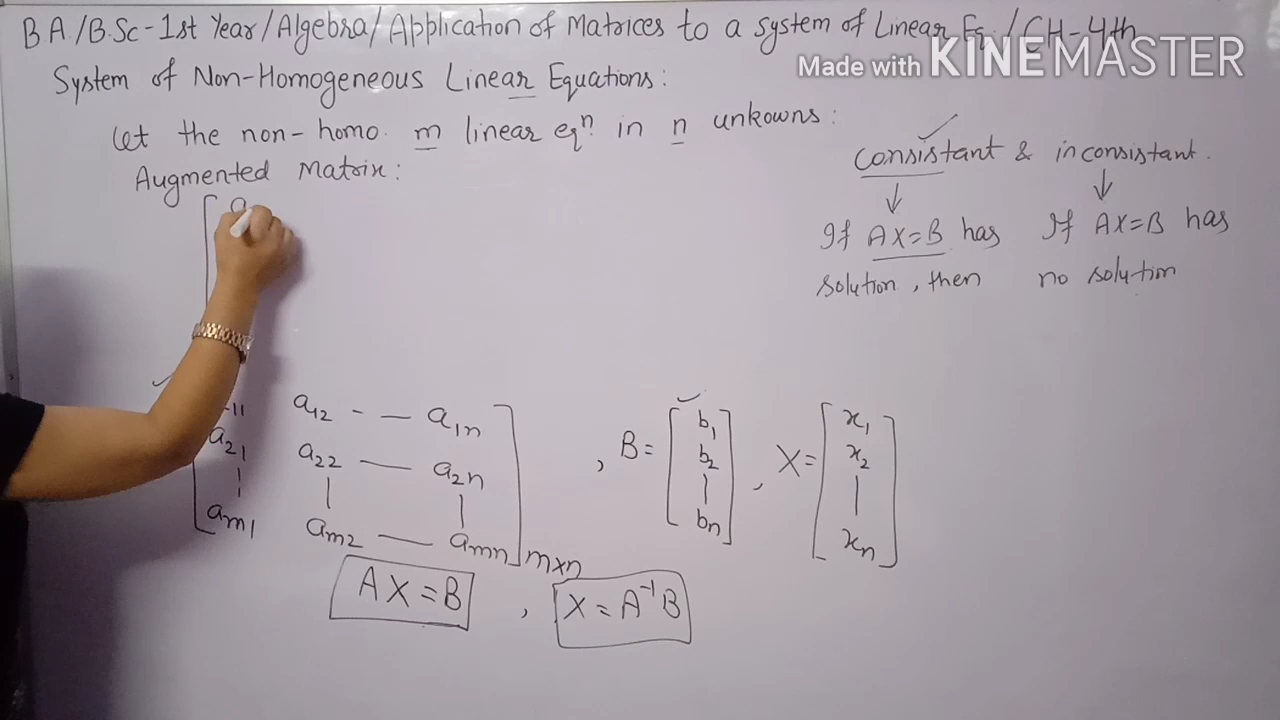 BA./B.Sc-1st Year/Algebra/Application of Matrices to a system of Linear Eq./CH-4th
Made with KINEMASTER
System of Non-Homogeneous Linear Equations:
Let the non-homo. m linear eqn. in n unkowns:
Augmented Matrix:
consistant & inconsistant.
↓ ↓
If AX=B has If AX=B has
solution, then no solution
[ a
11 a12 - — a1n
a21 a22 — a2n
am1 am2 — amn ] m×n
, B = [ b1 b2 | bn ] , X = [ x1 x2 | xn ]
AX = B , X = A⁻¹B